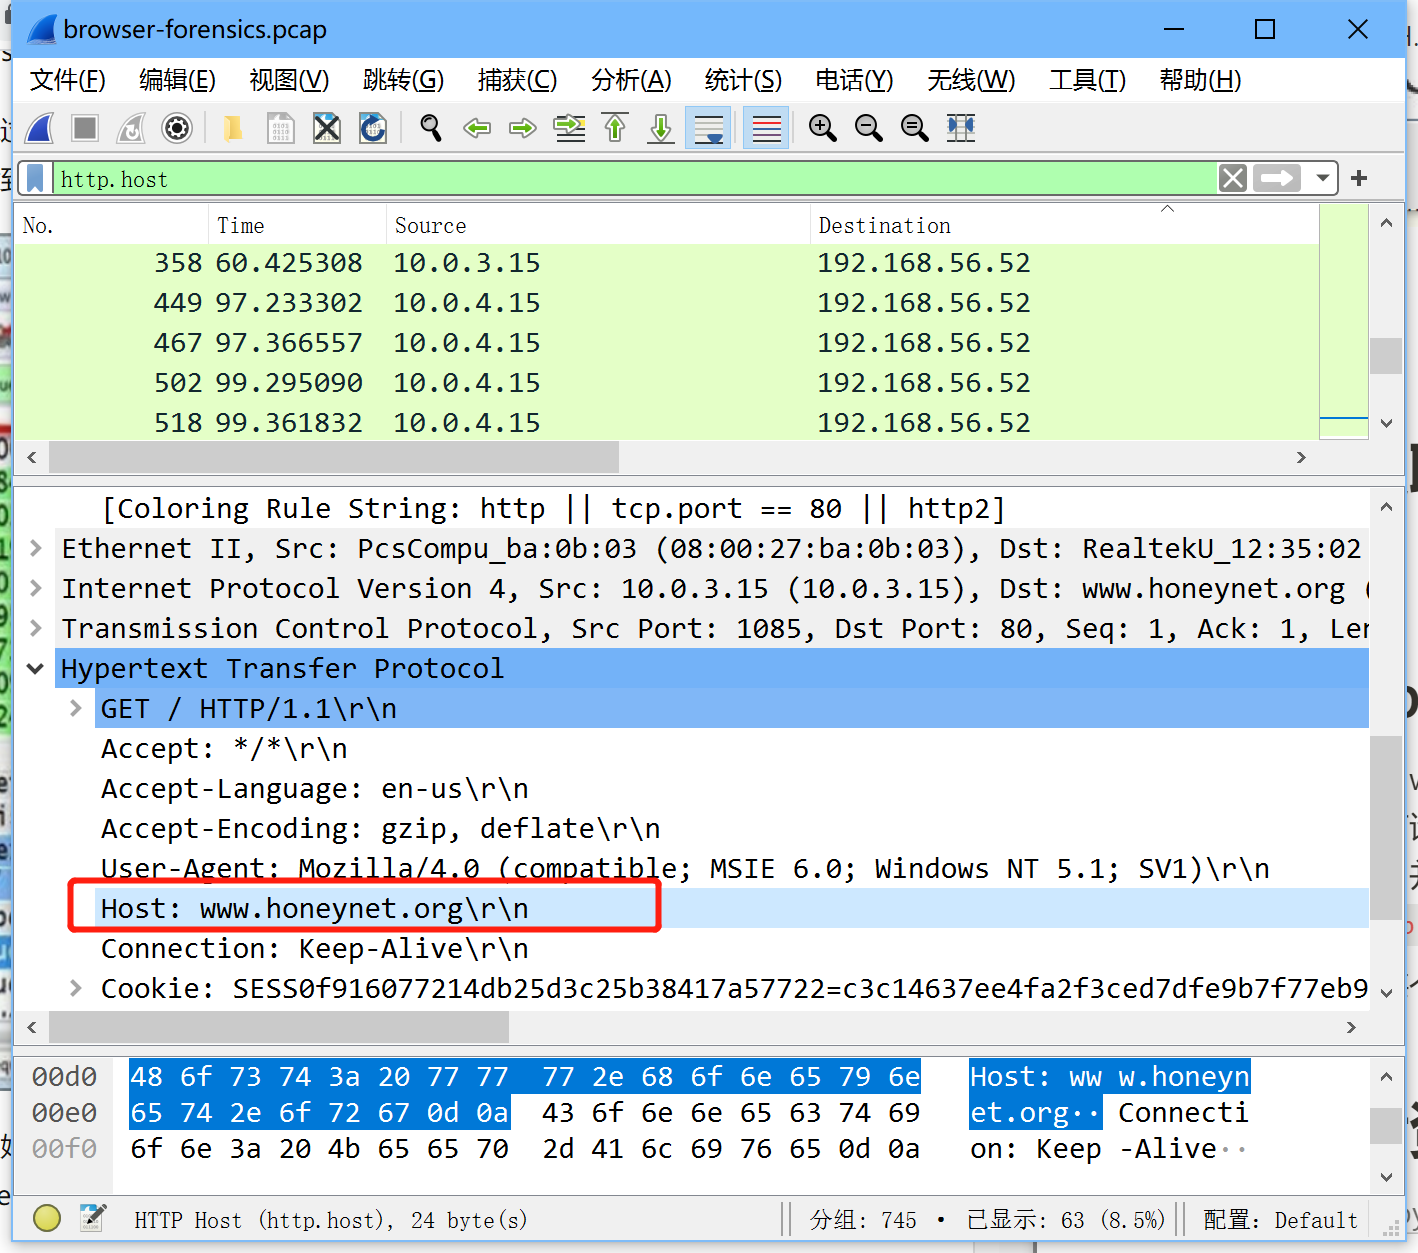 browser-forensics.pcap
文件(F) 编辑(E) 视图(V) 跳转(G) 捕获(C) 分析(A) 统计(S) 电话(Y) 无线(W) 工具(T) 帮助(H)
http.host
No. Time Source Destination
358 60.425308 10.0.3.15 192.168.56.52
449 97.233302 10.0.4.15 192.168.56.52
467 97.366557 10.0.4.15 192.168.56.52
502 99.295090 10.0.4.15 192.168.56.52
518 99.361832 10.0.4.15 192.168.56.52
[Coloring Rule String: http || tcp.port == 80 || http2]
Ethernet II, Src: PcsCompu_ba:0b:03 (08:00:27:ba:0b:03), Dst: RealtekU_12:35:02
Internet Protocol Version 4, Src: 10.0.3.15 (10.0.3.15), Dst: www.honeynet.org (
Transmission Control Protocol, Src Port: 1085, Dst Port: 80, Seq: 1, Ack: 1, Len
Hypertext Transfer Protocol
GET / HTTP/1.1\r\n
Accept: */*\r\n
Accept-Language: en-us\r\n
Accept-Encoding: gzip, deflate\r\n
User-Agent: Mozilla/4.0 (compatible; MSIE 6.0; Windows NT 5.1; SV1)\r\n
Host: www.honeynet.org\r\n
Connection: Keep-Alive\r\n
Cookie: SESS0f916077214db25d3c25b38417a57722=c3c14637ee4fa2f3ced7dfe9b7f77eb9
00d0 48 6f 73 74 3a 20 77 77 77 2e 68 6f 6e 65 79 6e Host: ww w.honeyn
00e0 65 74 2e 6f 72 67 0d 0a 43 6f 6e 6e 65 63 74 69 et.org·· Connecti
00f0 6f 6e 3a 20 4b 65 65 70 2d 41 6c 69 76 65 0d 0a on: Keep -Alive··
HTTP Host (http.host), 24 byte(s) 分组: 745 · 已显示: 63 (8.5%) 配置: Default